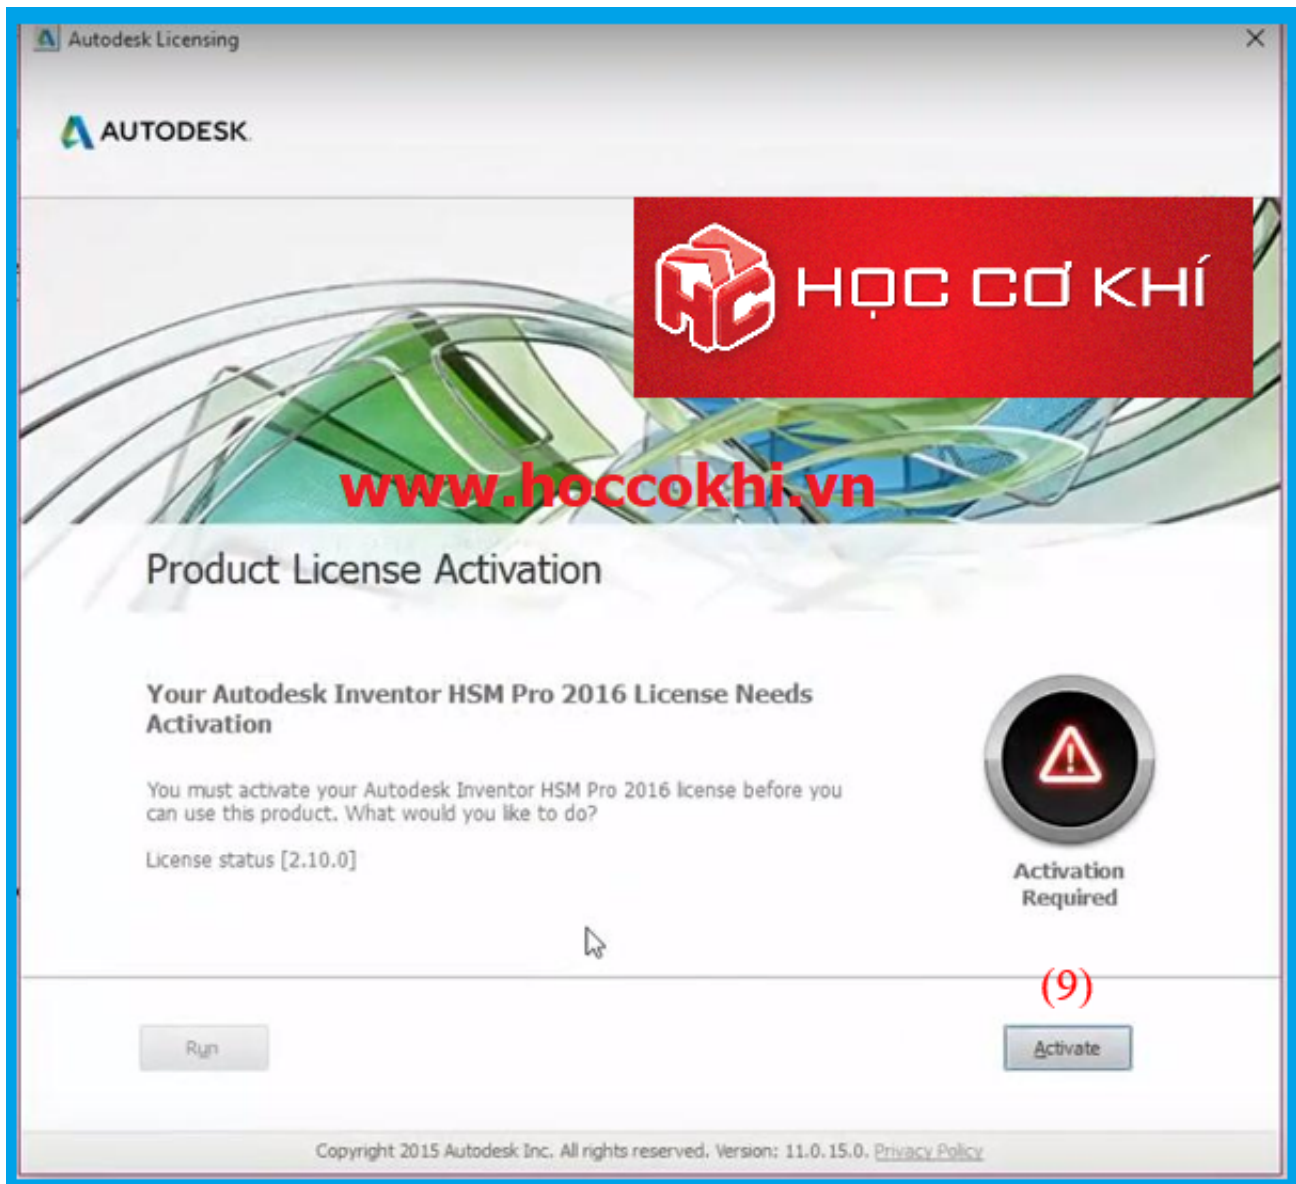 Autodesk Licensing
AUTODESK
HỌC CƠ KHÍ
www.hoccokhi.vn
Product License Activation
Your Autodesk Inventor HSM Pro 2016 License Needs
Activation
You must activate your Autodesk Inventor HSM Pro 2016 license before you
can use this product. What would you like to do?
License status [2.10.0]
Activation
Required
(9)
Run
Activate
Copyright 2015 Autodesk Inc. All rights reserved. Version: 11.0.15.0. Privacy Policy